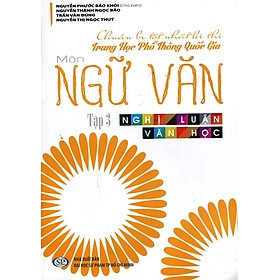 NGUYỄN PHƯỚC BẢO KHÔI (Chủ biên)
NGUYỄN THÀNH NGỌC BẢO
TRẦN VĂN ĐÚNG
NGUYỄN THỊ NGỌC THUÝ
Chuẩn bị tốt nhất kì thi
Trung Học Phổ Thông Quốc Gia
Môn
NGỮ VĂN
Tập 3
NGHỊ LUẬN
VĂN HỌC
NHÀ XUẤT BẢN
ĐẠI HỌC SƯ PHẠM TP HỒ CHÍ MINH